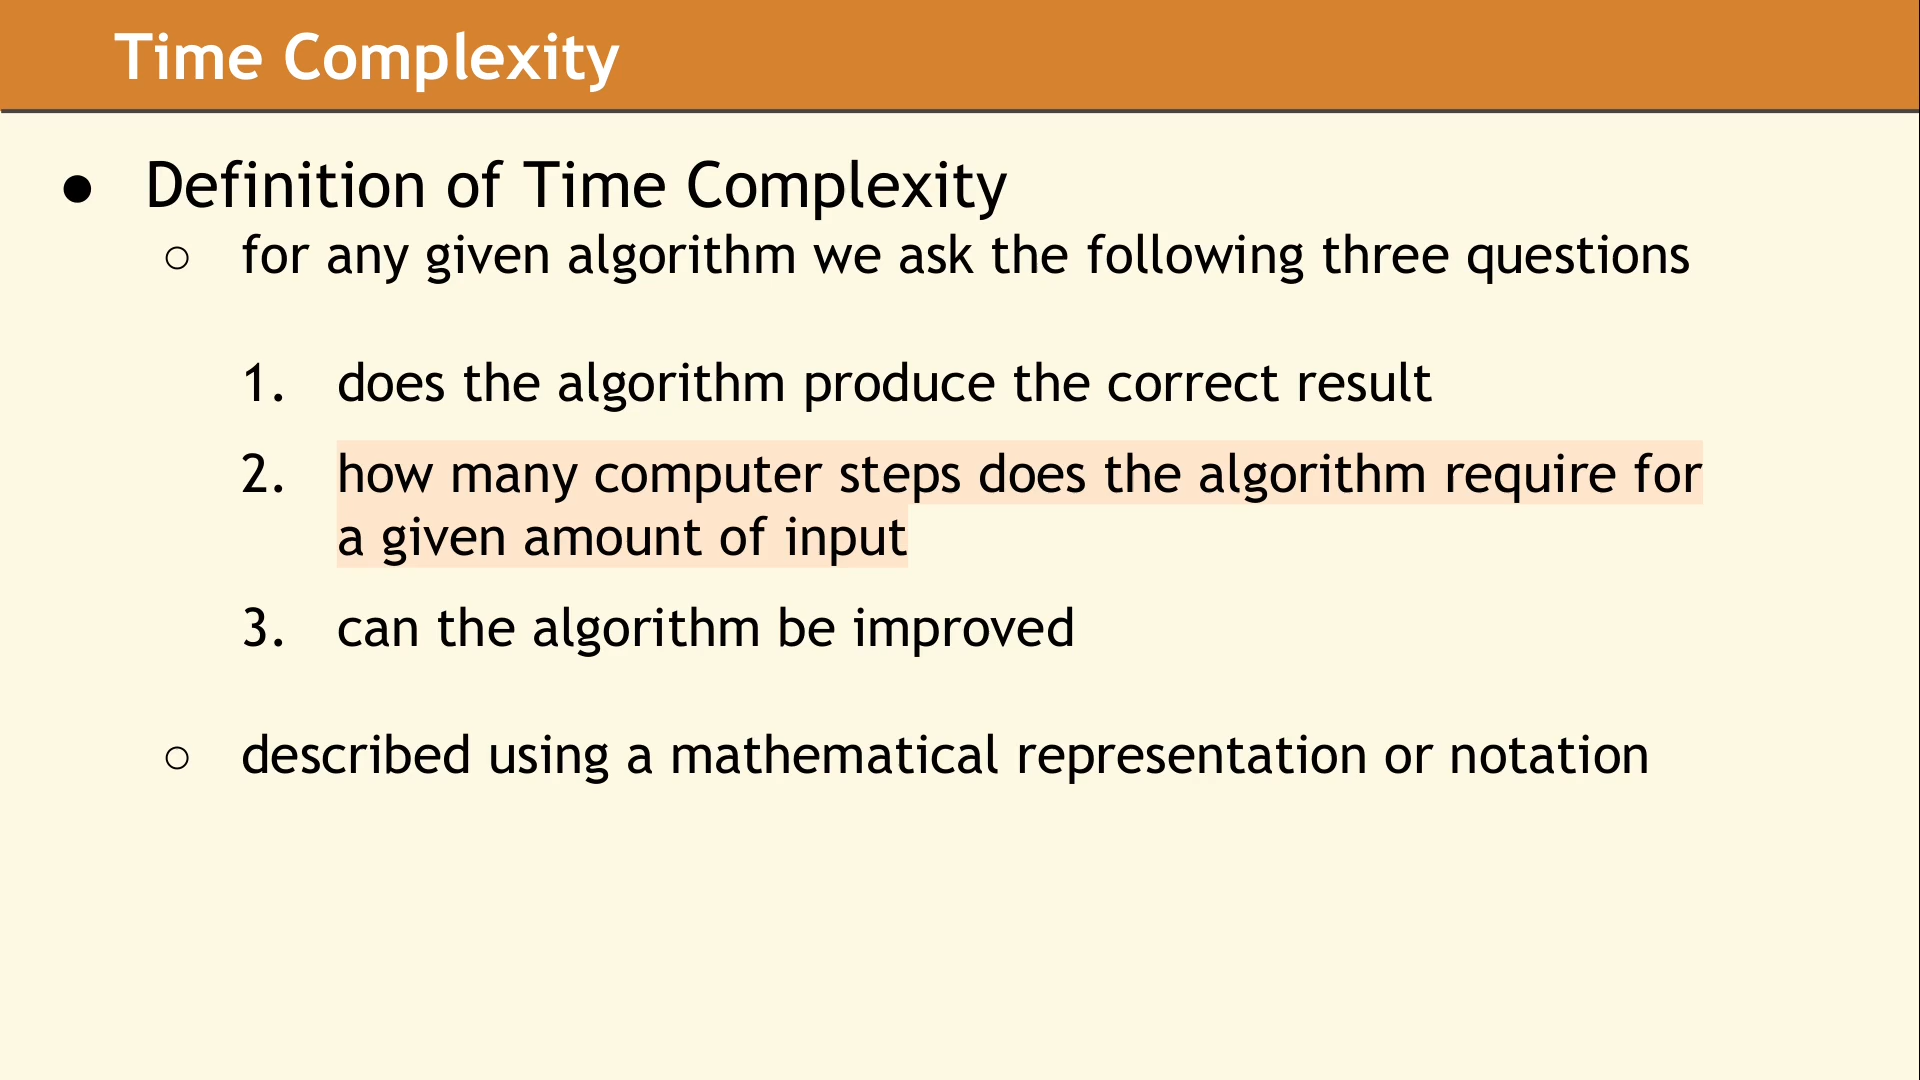 Time Complexity
● Definition of Time Complexity
○ for any given algorithm we ask the following three questions
1. does the algorithm produce the correct result
2. how many computer steps does the algorithm require for
a given amount of input
3. can the algorithm be improved
○ described using a mathematical representation or notation